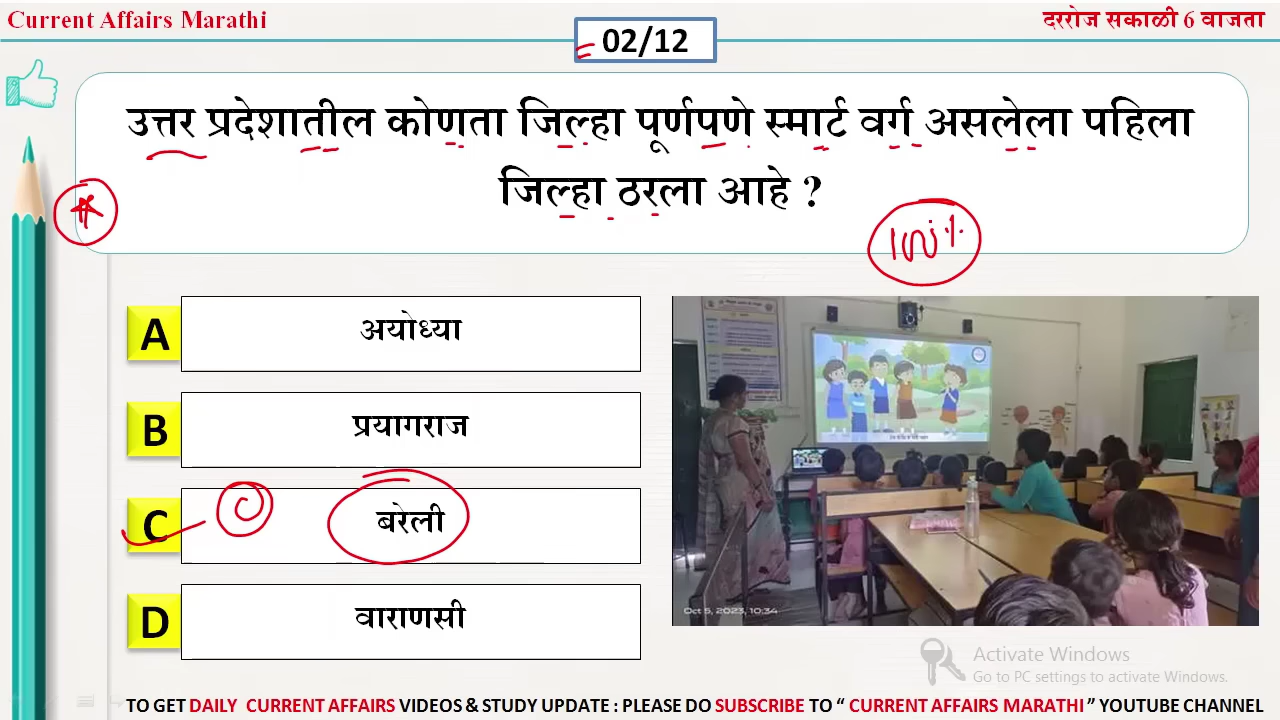 Current Affairs Marathi
दररोज सकाळी 6 वाजता
02/12
उत्तर प्रदेशातील कोणता जिल्हा पूर्णपणे स्मार्ट वर्ग असलेला पहिला
जिल्हा ठरला आहे ?
100%
A
अयोध्या
B
प्रयागराज
C
C
बरेली
D
वाराणसी
Oct 5, 2023, 10:34
Activate Windows
Go to PC settings to activate Windows.
TO GET DAILY CURRENT AFFAIRS VIDEOS & STUDY UPDATE : PLEASE DO SUBSCRIBE TO “ CURRENT AFFAIRS MARATHI ” YOUTUBE CHANNEL